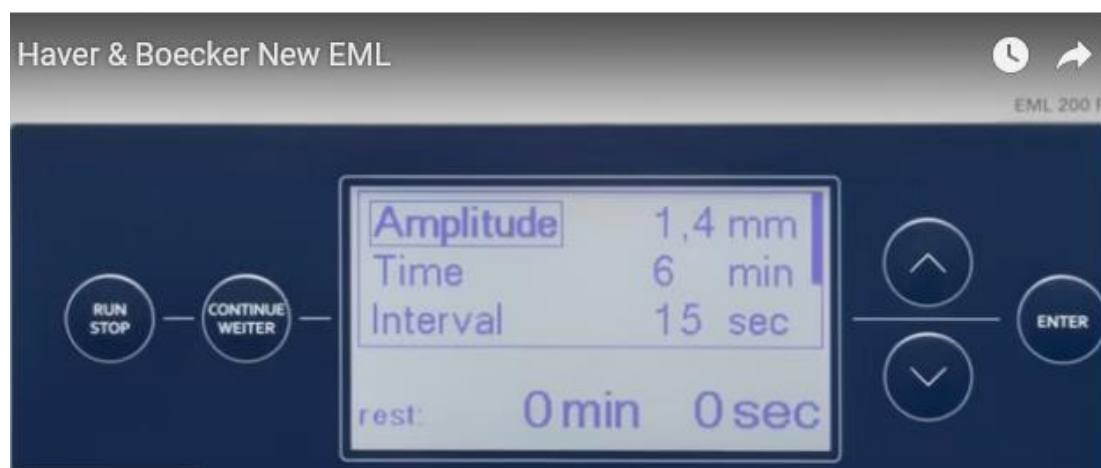 Haver & Boecker New EML
EML 200
Amplitude 1,4 mm
Time 6 min
Interval 15 sec
rest: 0 min 0 sec
RUN
STOP
CONTINUE
WEITER
ENTER